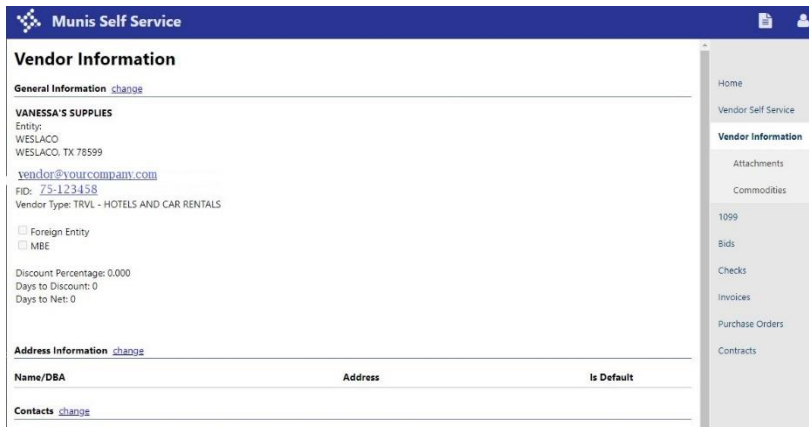 Munis Self Service
Vendor Information
General Information change
VANESSA'S SUPPLIES
Entity:
WESLACO
WESLACO, TX 78599
vendor@yourcompany.com
FID: 75-123458
Vendor Type: TRVL - HOTELS AND CAR RENTALS
Foreign Entity
MBE
Discount Percentage: 0.000
Days to Discount: 0
Days to Net: 0
Address Information change
Name/DBA Address Is Default
Contacts change
Home
Vendor Self Service
Vendor Information
Attachments
Commodities
1099
Bids
Checks
Invoices
Purchase Orders
Contracts